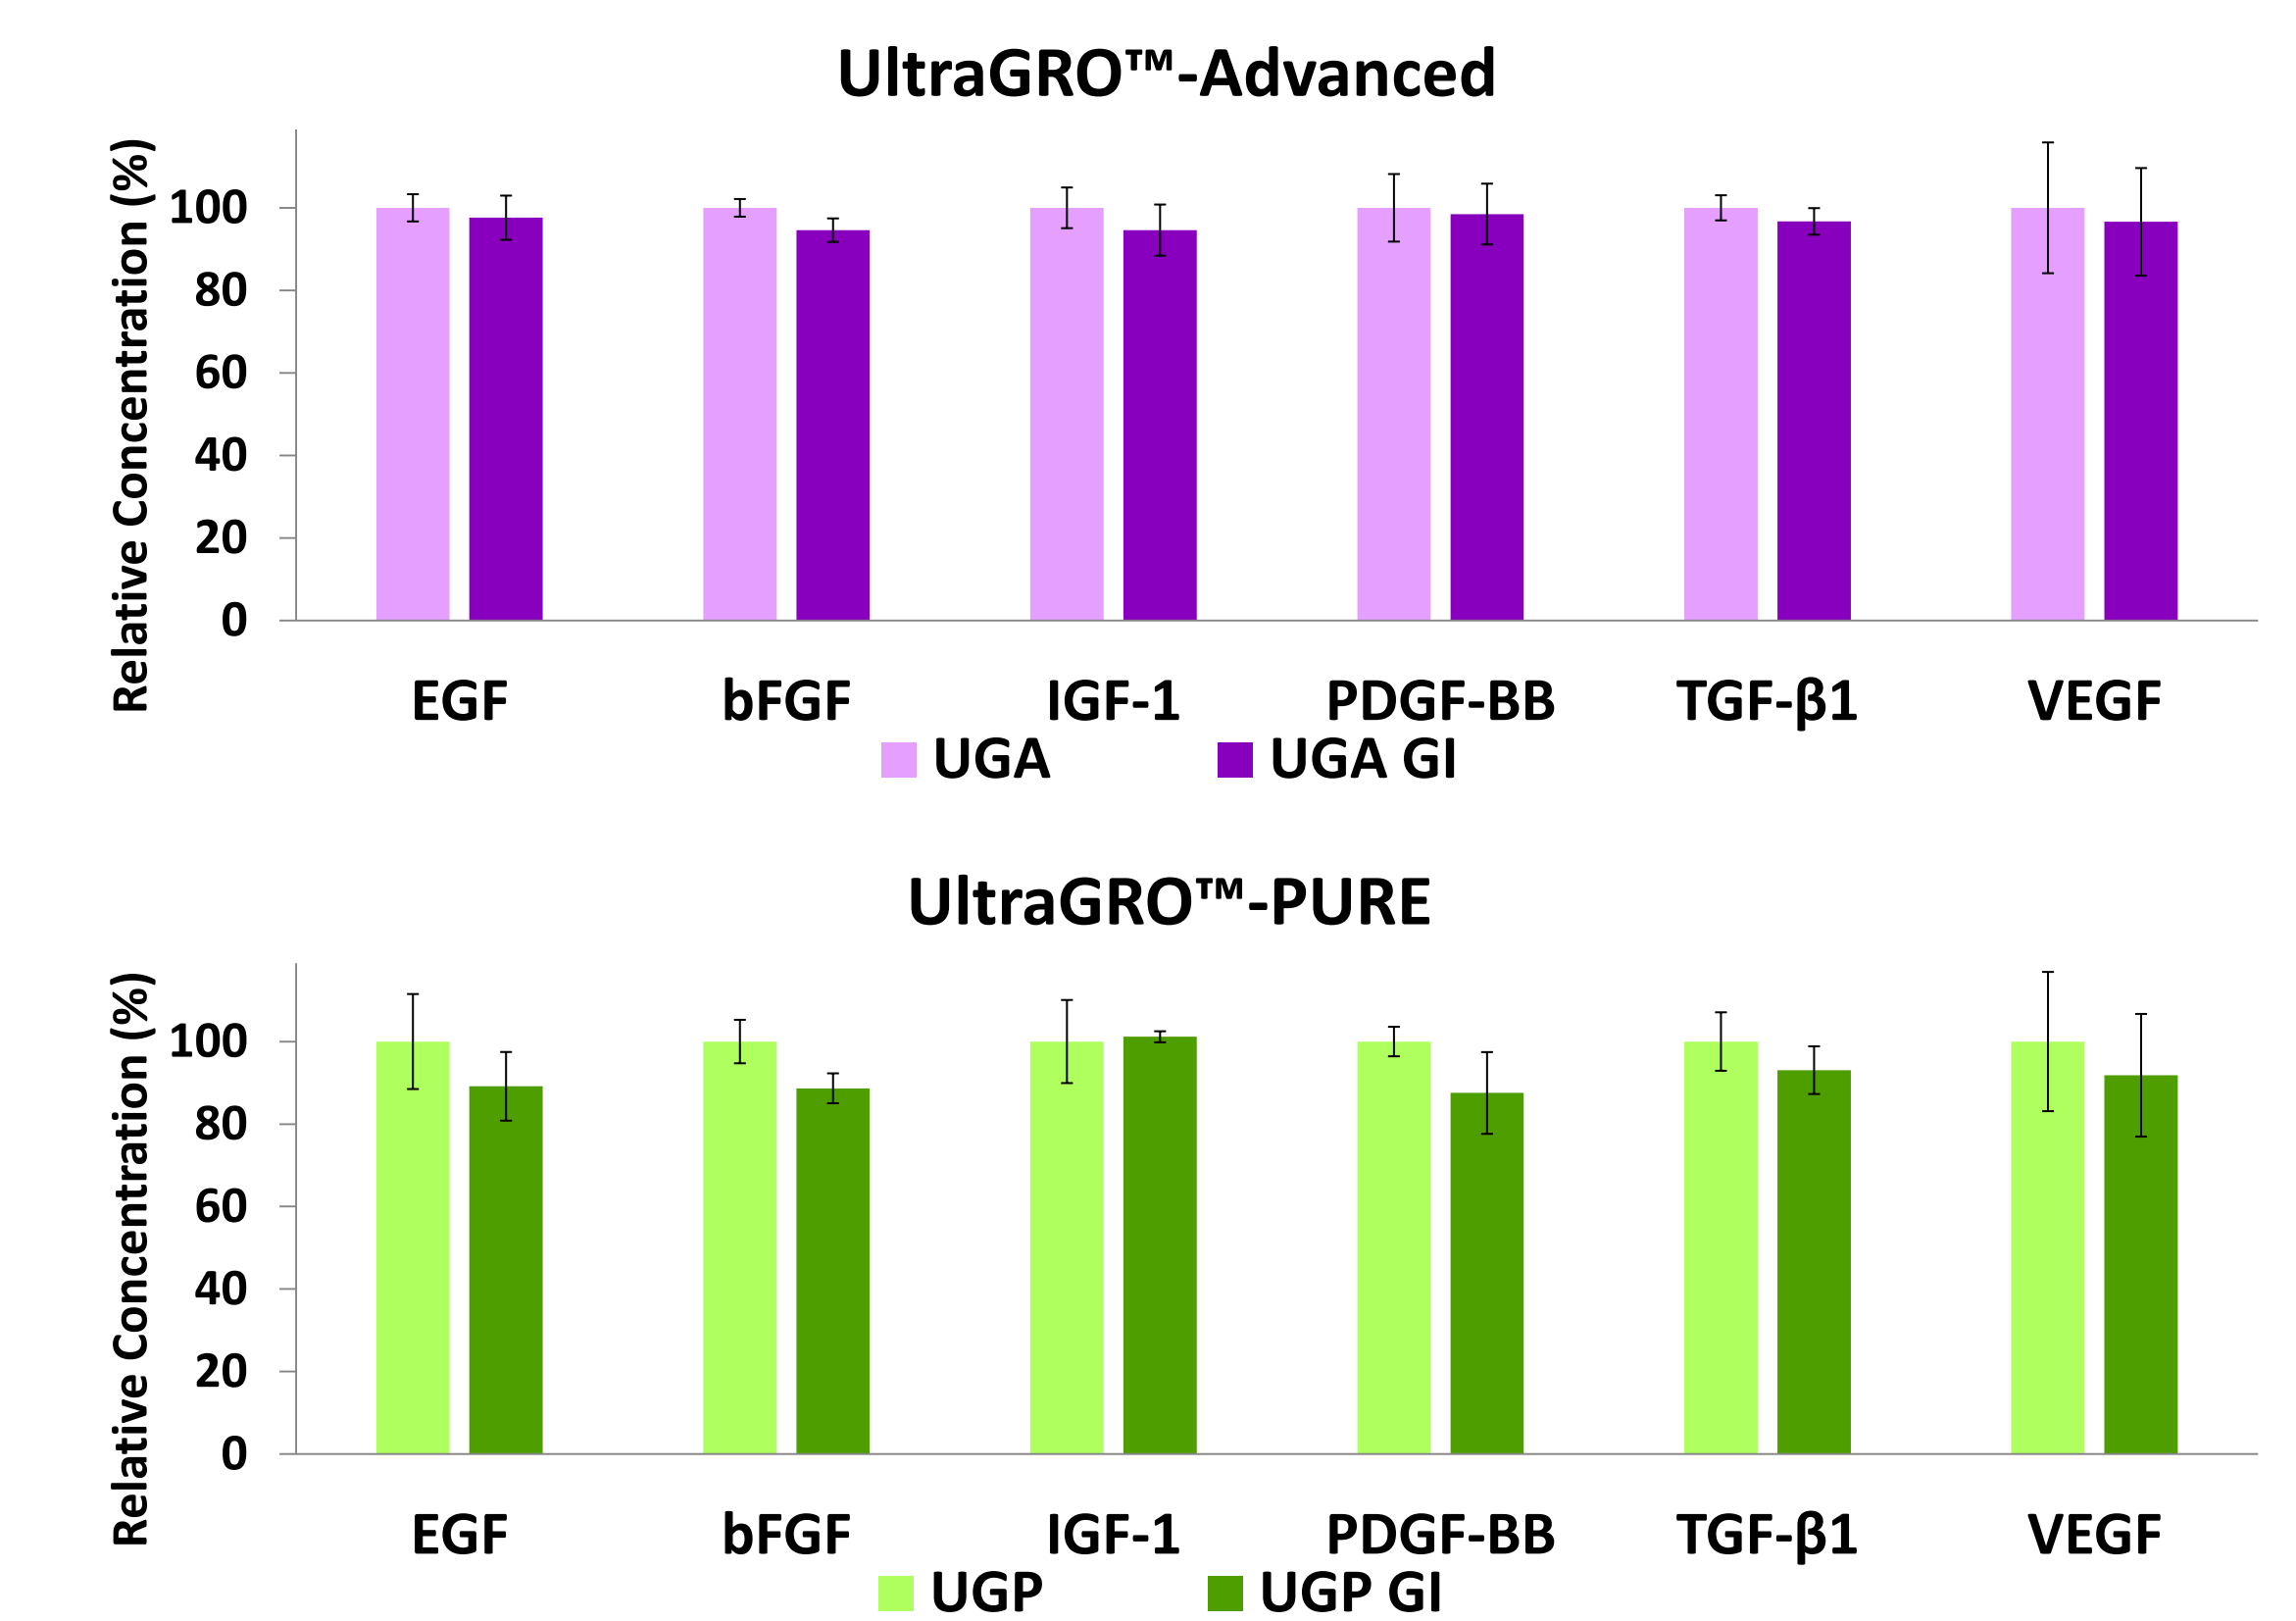 UltraGRO™-Advanced
Relative Concentration (%)
100
80
60
40
20
0
EGF bFGF IGF-1 PDGF-BB TGF-β1 VEGF
UGA UGA GI
UltraGRO™-PURE
Relative Concentration (%)
100
80
60
40
20
0
EGF bFGF IGF-1 PDGF-BB TGF-β1 VEGF
UGP UGP GI